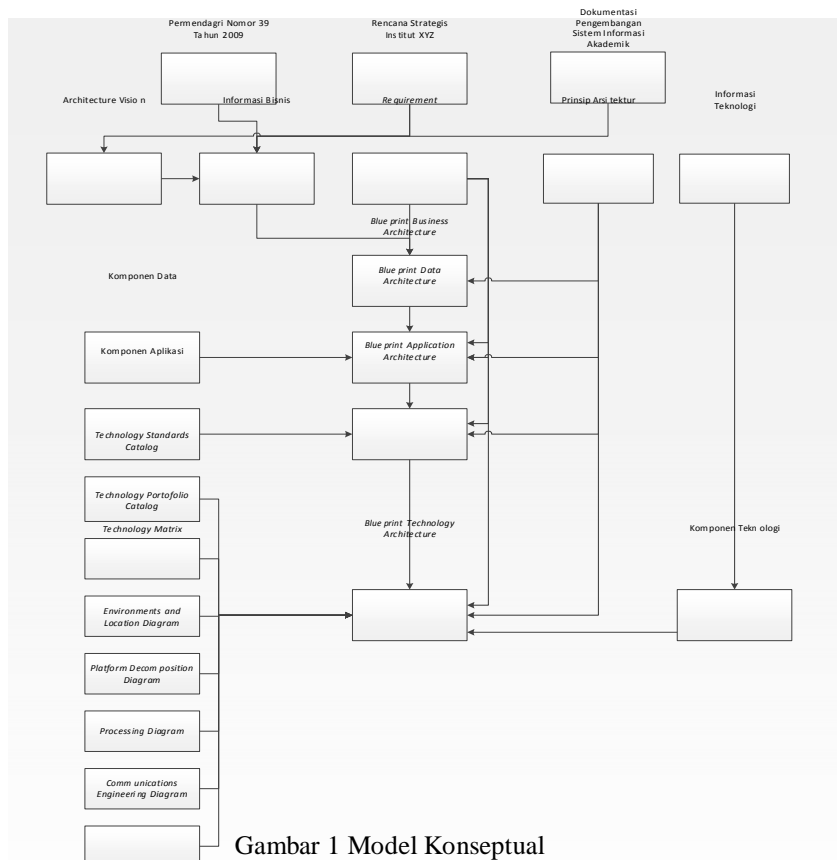 Permendagri Nomor 39
Tahun 2009
Rencana Strategis
Institut XYZ
Dokumentasi
Pengembangan
Sistem Informasi
Akademik
Architecture Vision
Informasi Bisnis
Requirement
Prinsip Arsitektur
Informasi
Teknologi
Blue print Business
Architecture
Komponen Data
Blue print Data
Architecture
Komponen Aplikasi
Blue print Application
Architecture
Technology Standards
Catalog
Technology Portofolio
Catalog
Technology Matrix
Blue print Technology
Architecture
Komponen Teknologi
Environments and
Location Diagram
Platform Decomposition
Diagram
Processing Diagram
Communications
Engineering Diagram
Gambar 1 Model Konseptual